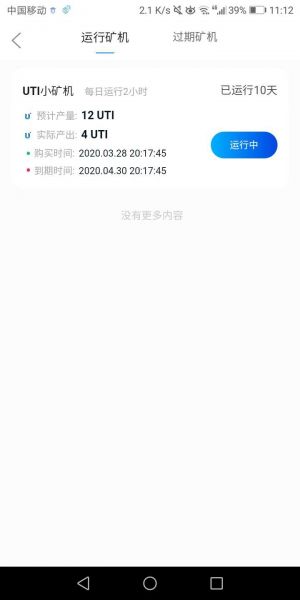 中国移动 2.1 K/s 39% 11:12
运行矿机 过期矿机
UTI小矿机 每日运行2小时 已运行10天
预计产量: 12 UTI
实际产出: 4 UTI
购买时间: 2020.03.28 20:17:45 运行中
到期时间: 2020.04.30 20:17:45
没有更多内容